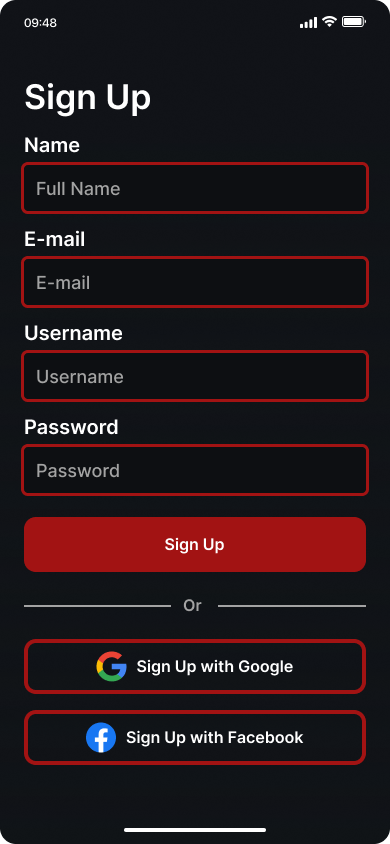 09:48
Sign Up
Name
Full Name
E-mail
E-mail
Username
Username
Password
Password
Sign Up
Or
Sign Up with Google
Sign Up with Facebook